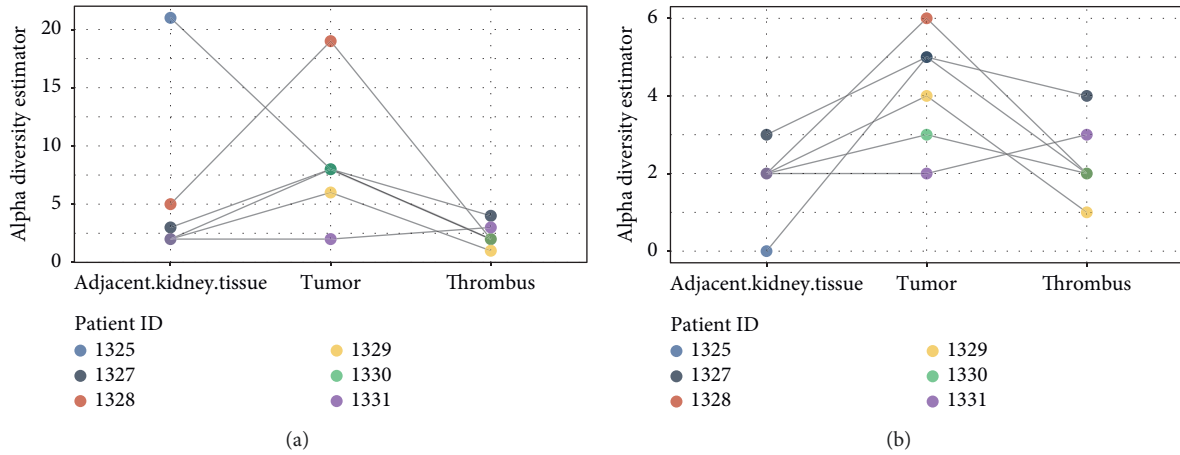 Alpha diversity estimator
20
15
10
5
0
Adjacent.kidney.tissue Tumor Thrombus
Patient ID
1325 1329
1327 1330
1328 1331
(a)
Alpha diversity estimator
6
4
2
0
Adjacent.kidney.tissue Tumor Thrombus
Patient ID
1325 1329
1327 1330
1328 1331
(b)